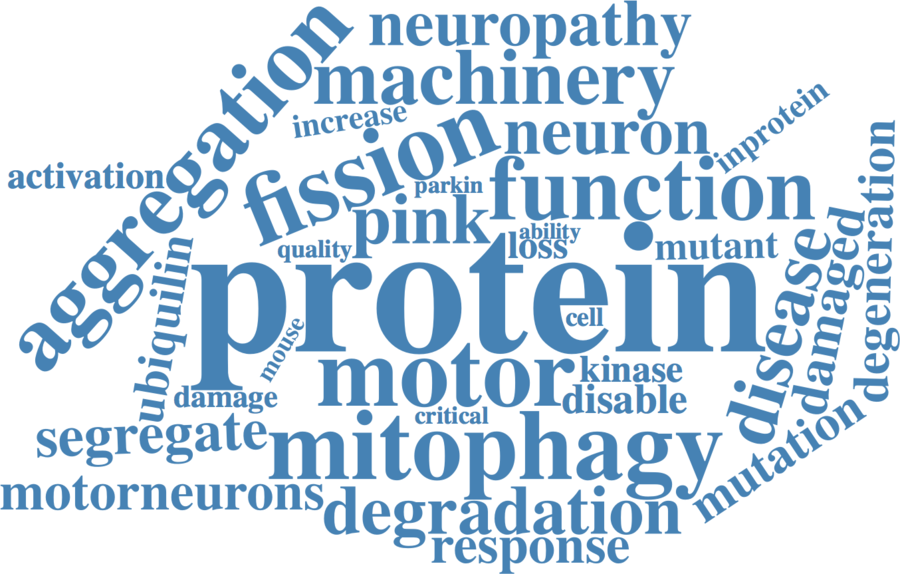 neuropathy
machinery
aggregation
increase
fission
neuron
inprotein
activation
parkin
function
pink
ability
quality
loss
mutant
protein
ubiquilin
cell
mouse
disease
damaged
degeneration
motor
kinase
damage
disable
critical
segregate
mitophagy
mutation
motorneurons
degradation
response